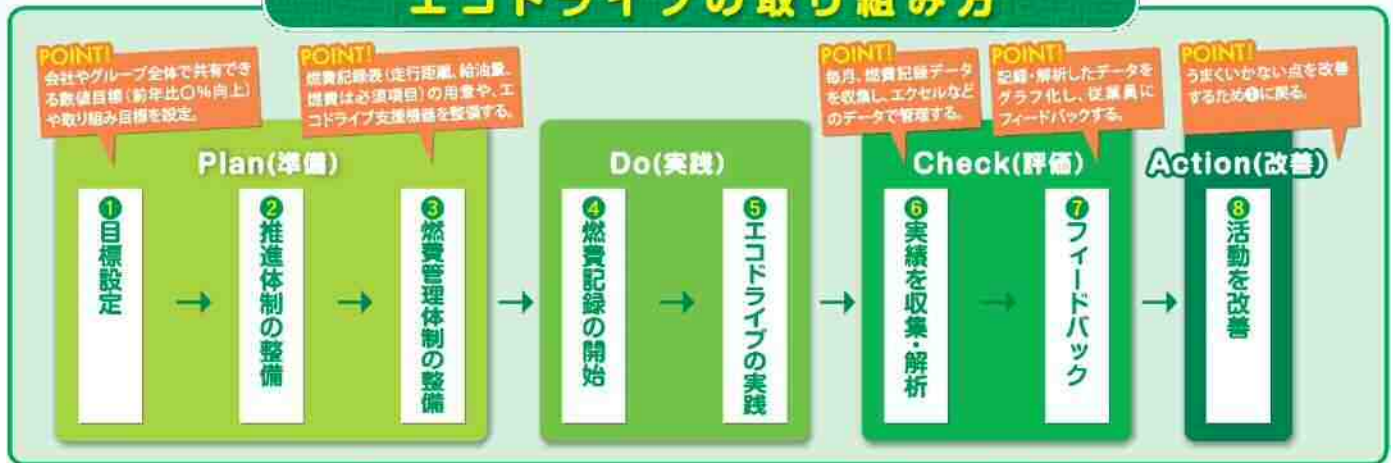 エコドライブの取り組み方
POINT!
会社やグループ全体で共有でき
る数値目標(前年比〇%向上)
や取り組み目標を設定。
POINT!
燃費記録表(走行距離、給油量、
燃費は必須項目)の用意や、エ
コドライブ支援機器を整備する。
POINT!
毎月、燃費記録データ
を収集し、エクセルなど
のデータで管理する。
POINT!
記録・解析したデータを
グラフ化し、従業員に
フィードバックする。
POINT!
うまくいかない点を改善
するため❶に戻る。
Plan(準備)
❶目標設定
→
❷推進体制の整備
→
❸燃費管理体制の整備
→
Do(実践)
❹燃費記録の開始
→
❺エコドライブの実践
→
Check(評価)
❻実績を収集・解析
→
❼フィードバック
→
Action(改善)
❽活動を改善